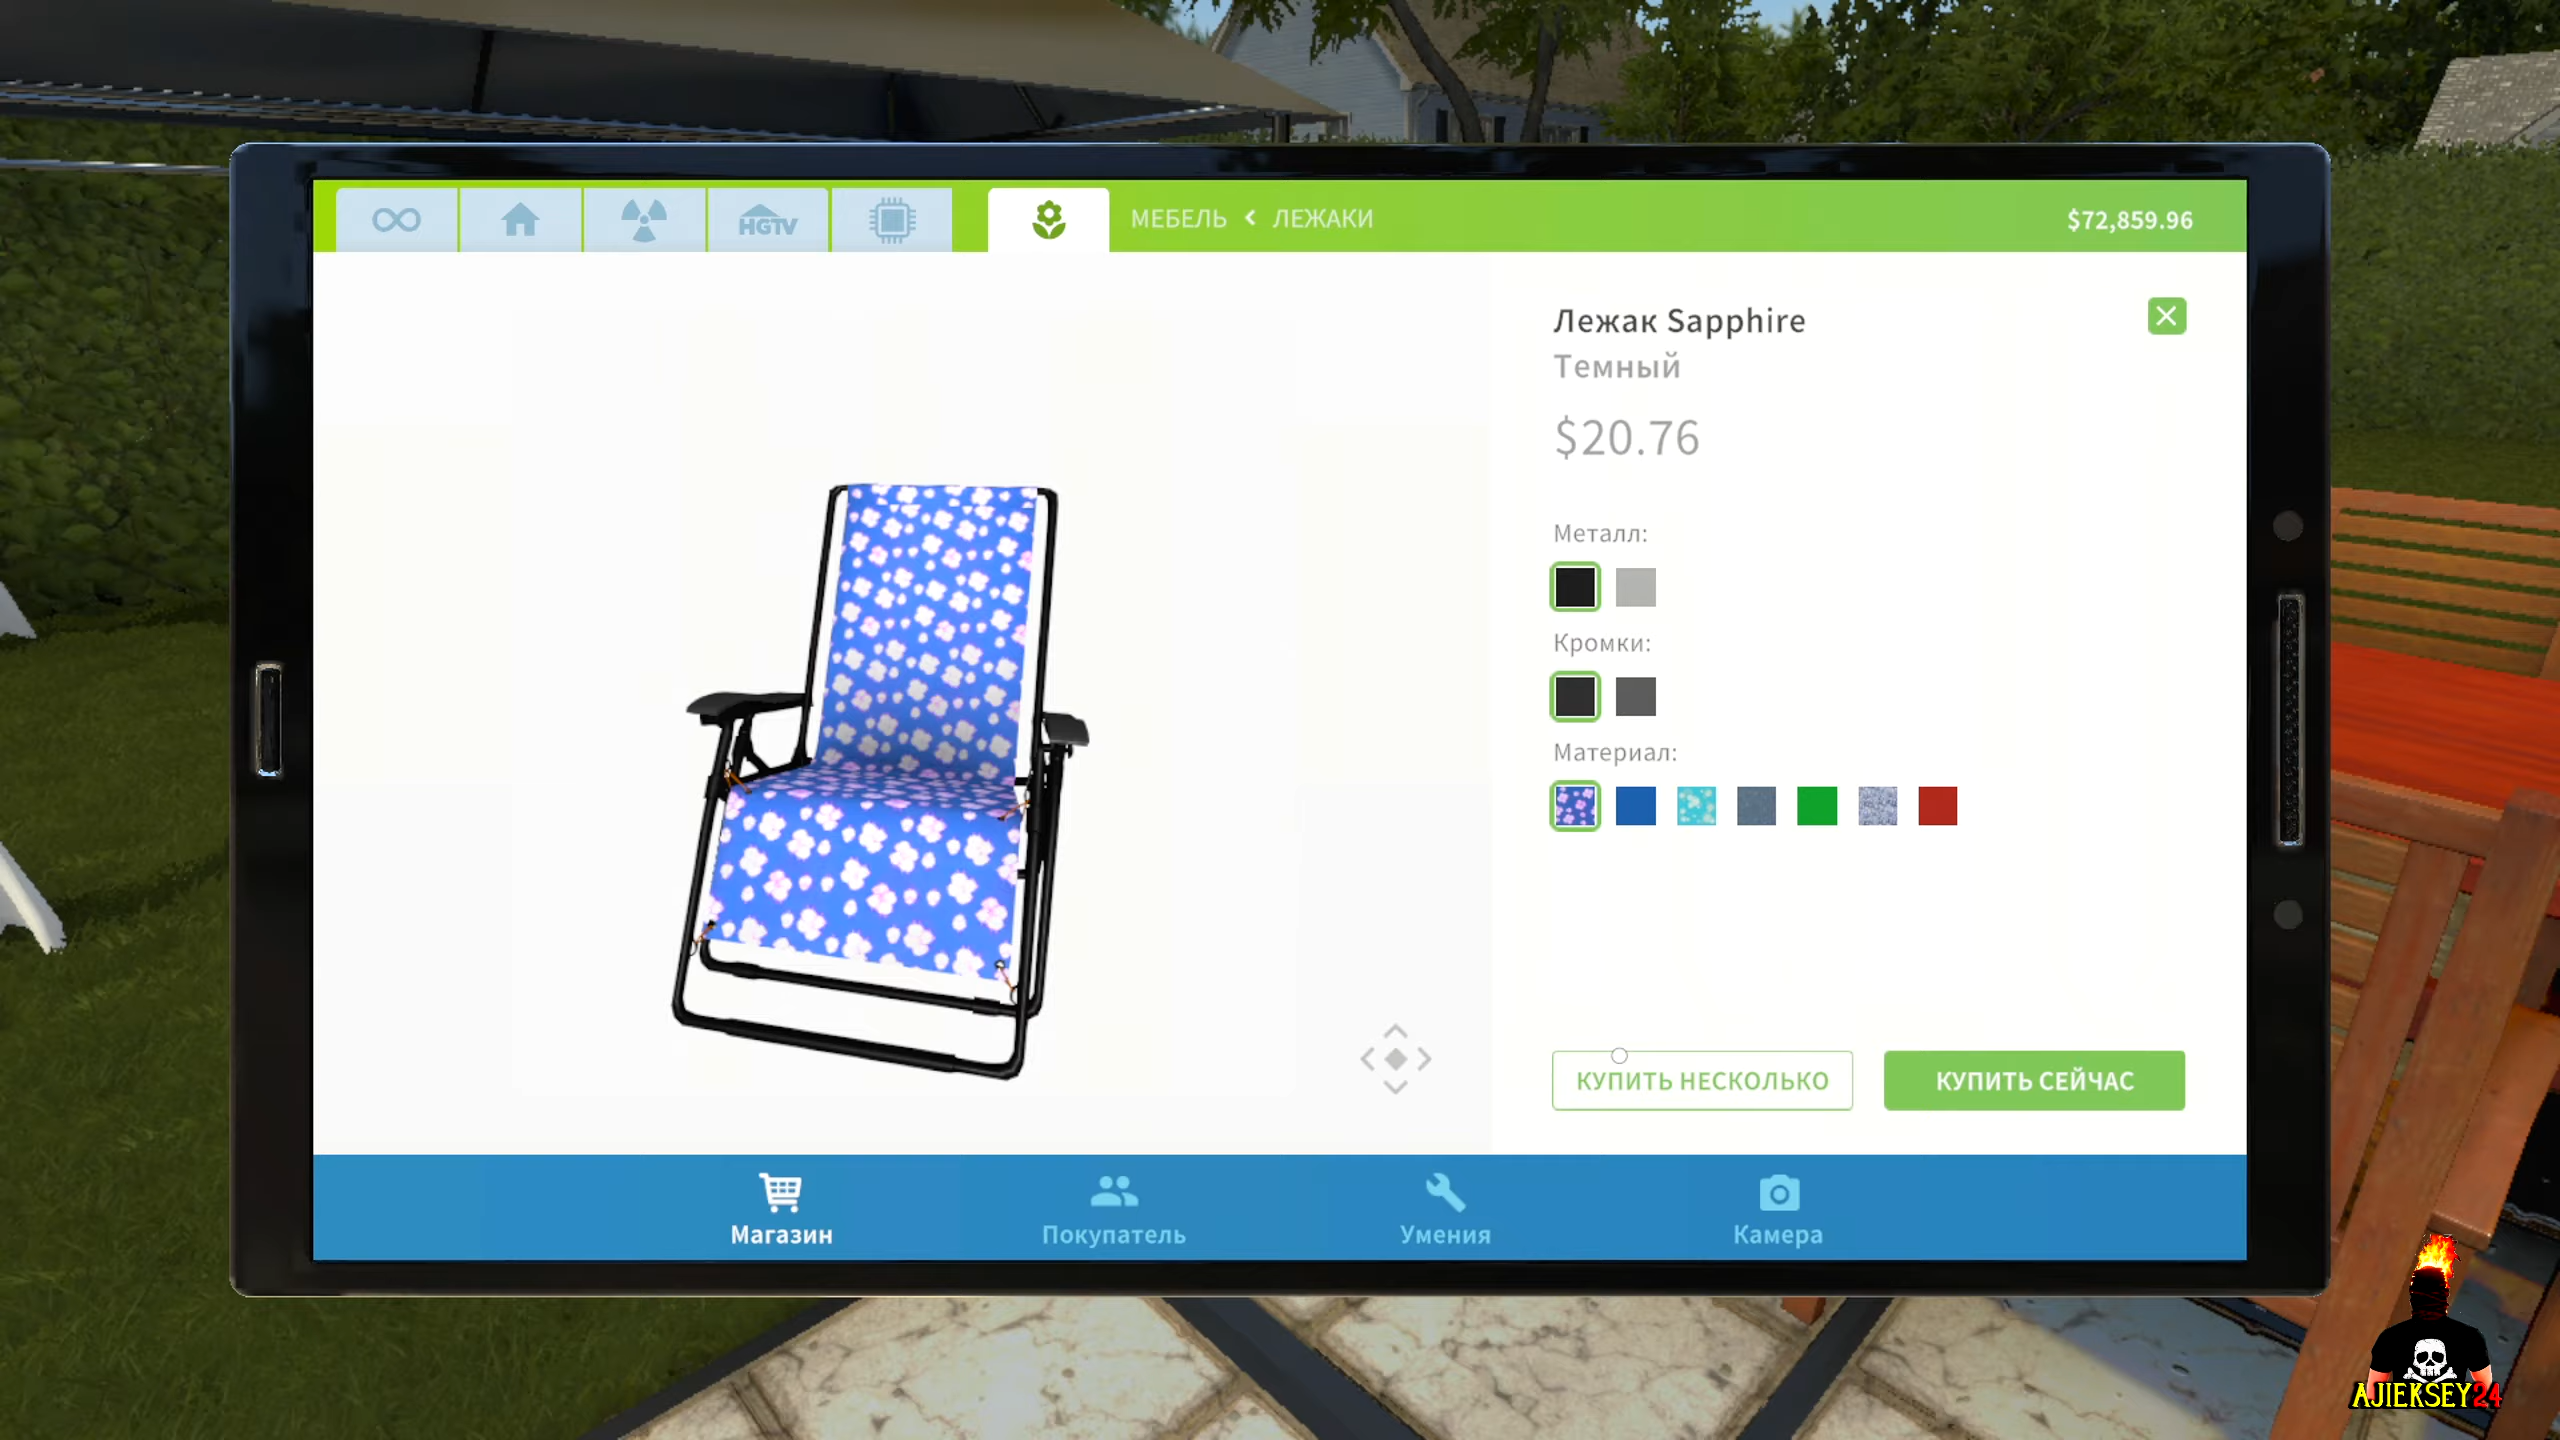 HGTV
МЕБЕЛЬ < ЛЕЖАКИ
$72,859.96
Лежак Sapphire
Темный
$20.76
Металл:
Кромки:
Материал:
КУПИТЬ НЕСКОЛЬКО
КУПИТЬ СЕЙЧАС
Магазин
Покупатель
Умения
Камера
AJIEKSEY24